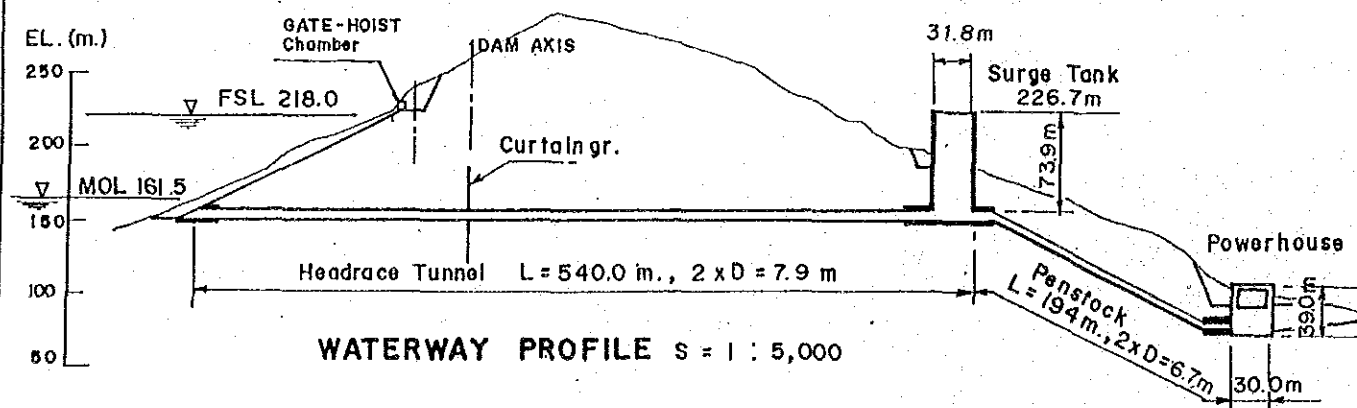 EL. (m.)
250
200
150
100
50
GATE-HOIST
Chamber
DAM AXIS
FSL 218.0
MOL 161.5
Curtain gr.
31.8m
Surge Tank
226.7m
73.9m
Powerhouse
39.0m
30.0m
Headrace Tunnel L = 540.0 m., 2 x D = 7.9 m
Penstock
L = 194 m., 2 x D = 6.7m
WATERWAY PROFILE S = 1 : 5,000